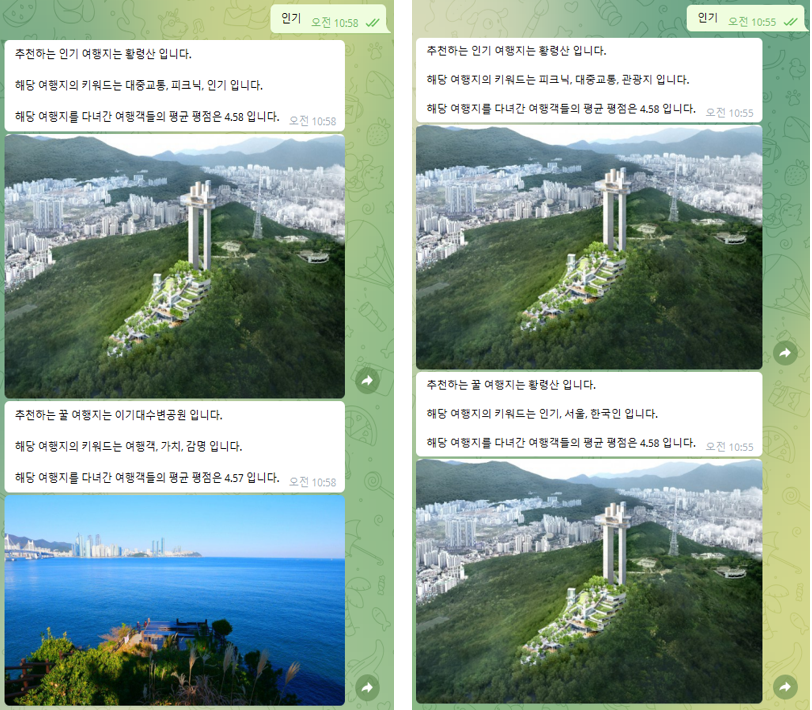 인기 오전 10:58
추천하는 인기 여행지는 황령산 입니다.
해당 여행지의 키워드는 대중교통, 피크닉, 인기 입니다.
해당 여행지를 다녀간 여행객들의 평균 평점은 4.58 입니다. 오전 10:58
추천하는 꿀 여행지는 이기대수변공원 입니다.
해당 여행지의 키워드는 여행객, 가치, 감명 입니다.
해당 여행지를 다녀간 여행객들의 평균 평점은 4.57 입니다. 오전 10:58
인기 오전 10:55
추천하는 인기 여행지는 황령산 입니다.
해당 여행지의 키워드는 피크닉, 대중교통, 관광지 입니다.
해당 여행지를 다녀간 여행객들의 평균 평점은 4.58 입니다. 오전 10:55
추천하는 꿀 여행지는 황령산 입니다.
해당 여행지의 키워드는 인기, 서울, 한국인 입니다.
해당 여행지를 다녀간 여행객들의 평균 평점은 4.58 입니다. 오전 10:55